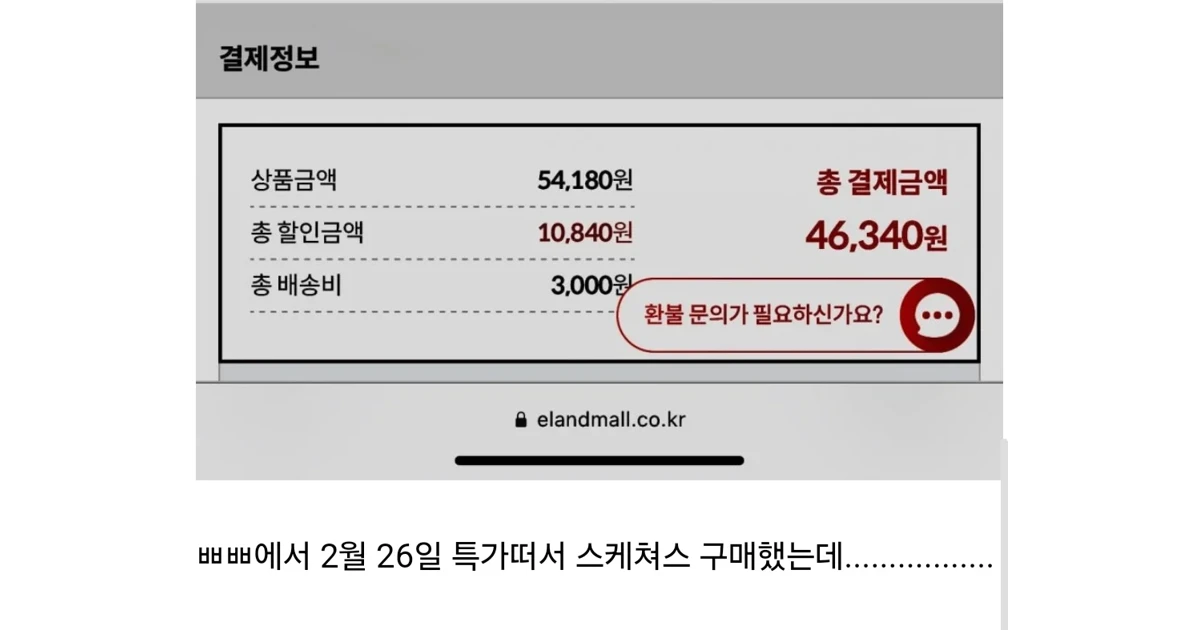 결제정보
상품금액 54,180원
총 할인금액 10,840원
총 배송비 3,000원
총 결제금액
46,340원
환불 문의가 필요하신가요?
elandmall.co.kr
ㅃㅃ에서 2월 26일 특가떠서 스케쳐스 구매했는데.................